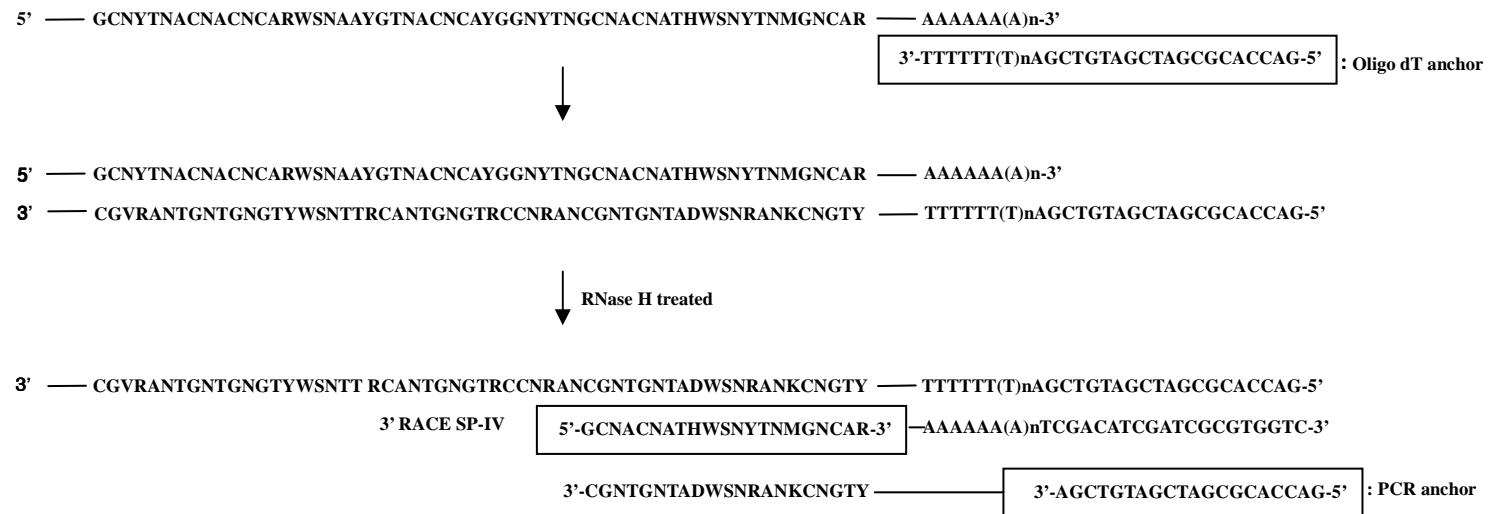 5’ GCNYTNACNACNCARWSNAAYGTNACNCAYGGNYTNGCNACNATHWSNYTNMGNCAR AAAAAA(A)n-3’
3’-TTTTTT(T)nAGCTGTAGCTAGCGCACCAG-5’ : Oligo dT anchor
5’ GCNYTNACNACNCARWSNAAYGTNACNCAYGGNYTNGCNACNATHWSNYTNMGNCAR AAAAAA(A)n-3’
3’ CGVRANTGNTGNGTYWSNTTRCANTGNGTRCCNRANCGNTGNTADWSNRANKCNGTY TTTTTT(T)nAGCTGTAGCTAGCGCACCAG-5’
RNase H treated
3’ CGVRANTGNTGNGTYWSNTT RCANTGNGTRCCNRANCGNTGNTADWSNRANKCNGTY TTTTTT(T)nAGCTGTAGCTAGCGCACCAG-5’
3’ RACE SP-IV 5’-GCNACNATHWSNYTNMGNCAR-3’ AAAAAA(A)nTCGACATCGATCGCGTGGTC-3’
3’-CGNTGNTADWSNRANKCNGTY 3’-AGCTGTAGCTAGCGCACCAG-5’ : PCR anchor